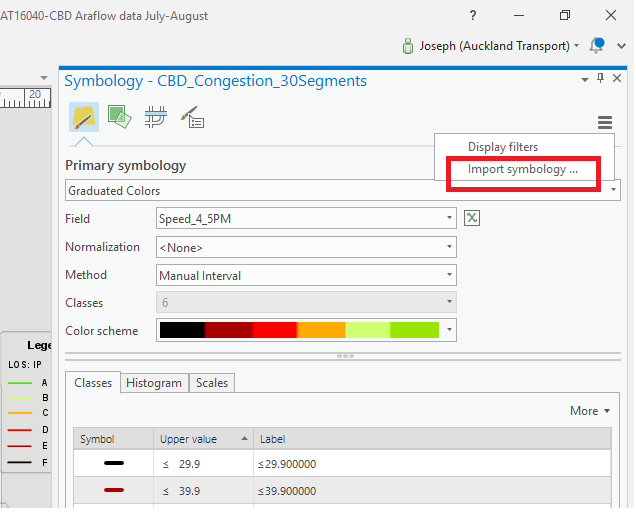 AT16040-CBD Araflow data July-August
Joseph (Auckland Transport)
20
Symbology - CBD_Congestion_30Segments
Display filters
Import symbology ...
Primary symbology
Graduated Colors
Field Speed_4_5PM
Normalization <None>
Method Manual Interval
Classes 6
Color scheme
Lege
LOS: IP
A
B
C
D
E
F
Classes Histogram Scales
More
Symbol Upper value Label
≤ 29.9 ≤29.900000
≤ 39.9 ≤39.900000